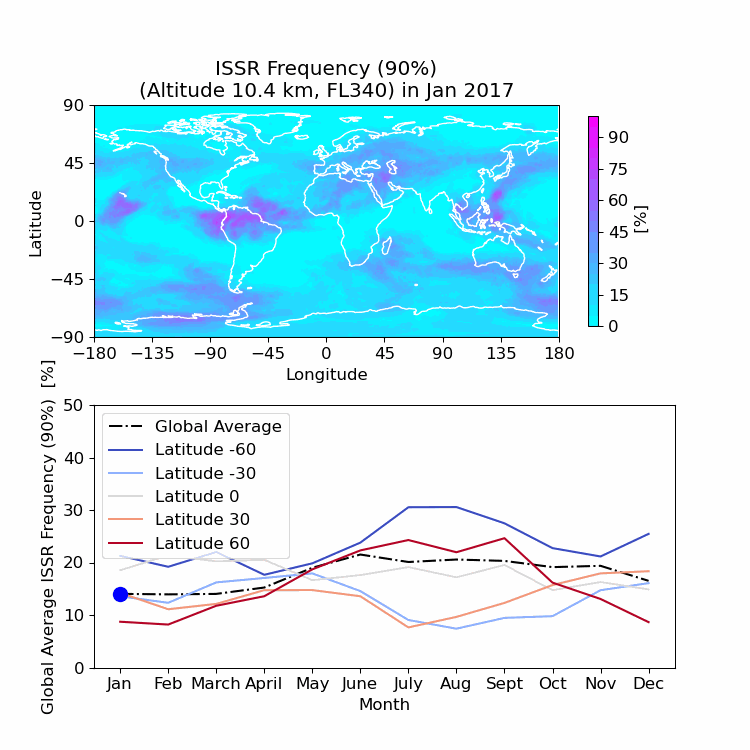 ISSR Frequency (90%)
(Altitude 10.4 km, FL340) in Jan 2017
90
45
0
−45
−90
Latitude
−180 −135 −90 −45 0 45 90 135 180
Longitude
90
75
60
45
30
15
0
[%]
Global Average ISSR Frequency (90%) [%]
50
40
30
20
10
0
Global Average
Latitude -60
Latitude -30
Latitude 0
Latitude 30
Latitude 60
Jan Feb March April May June July Aug Sept Oct Nov Dec
Month